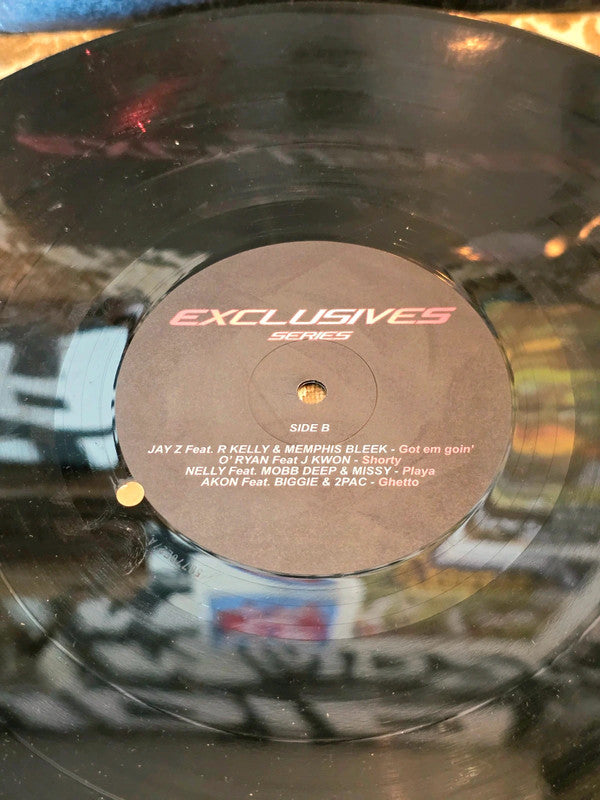 EXCLUSIVES
SERIES
SIDE B
JAY Z Feat. R KELLY & MEMPHIS BLEEK - Got em goin'
O' RYAN Feat J KWON - Shorty
NELLY Feat. MOBB DEEP & MISSY - Playa
AKON Feat. BIGGIE & 2PAC - Ghetto